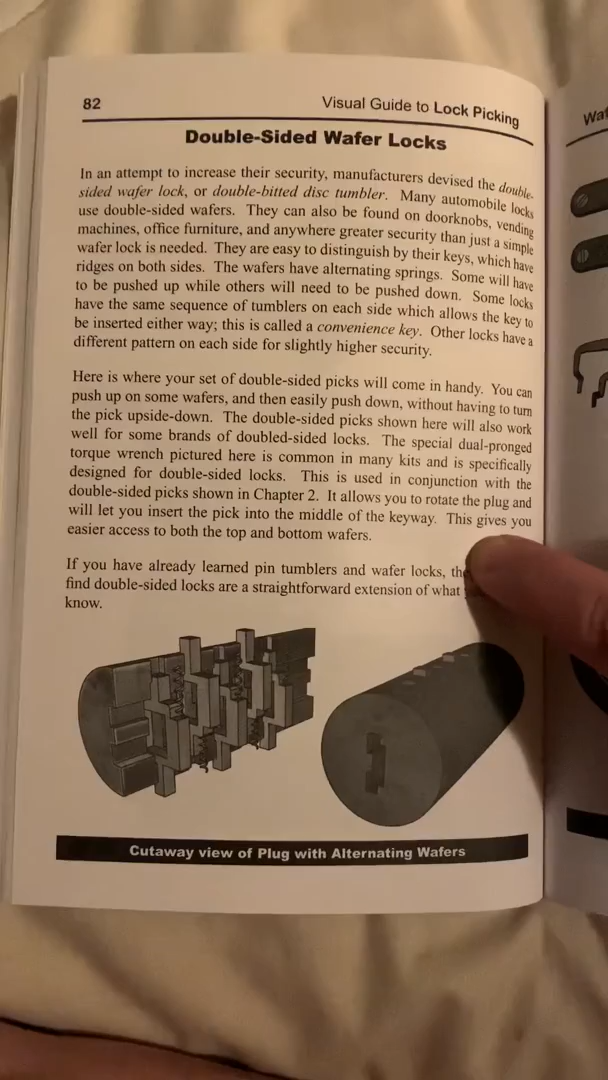 82
Visual Guide to Lock Picking
Wa
Double-Sided Wafer Locks
In an attempt to increase their security, manufacturers devised the double-
sided wafer lock, or double-bitted disc tumbler. Many automobile locks
use double-sided wafers. They can also be found on doorknobs, vending
machines, office furniture, and anywhere greater security than just a simple
wafer lock is needed. They are easy to distinguish by their keys, which have
ridges on both sides. The wafers have alternating springs. Some will have
to be pushed up while others will need to be pushed down. Some locks
have the same sequence of tumblers on each side which allows the key to
be inserted either way; this is called a convenience key. Other locks have a
different pattern on each side for slightly higher security.
Here is where your set of double-sided picks will come in handy. You can
push up on some wafers, and then easily push down, without having to turn
the pick upside-down. The double-sided picks shown here will also work
well for some brands of doubled-sided locks. The special dual-pronged
torque wrench pictured here is common in many kits and is specifically
designed for double-sided locks. This is used in conjunction with the
double-sided picks shown in Chapter 2. It allows you to rotate the plug and
will let you insert the pick into the middle of the keyway. This gives you
easier access to both the top and bottom wafers.
If you have already learned pin tumblers and wafer locks,
find double-sided locks are a straightforward extension of what
know.
Cutaway view of Plug with Alternating Wafers